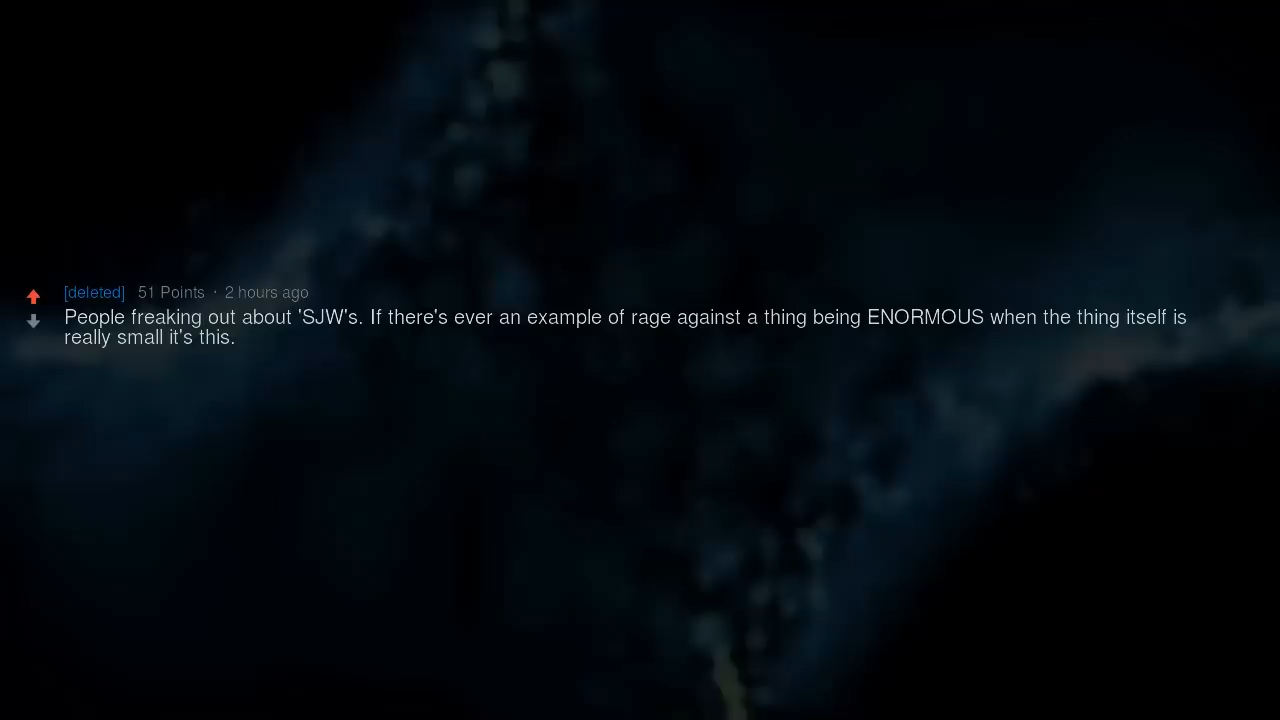 [deleted] 51 Points · 2 hours ago
People freaking out about 'SJW's. If there's ever an example of rage against a thing being ENORMOUS when the thing itself is
really small it's this.